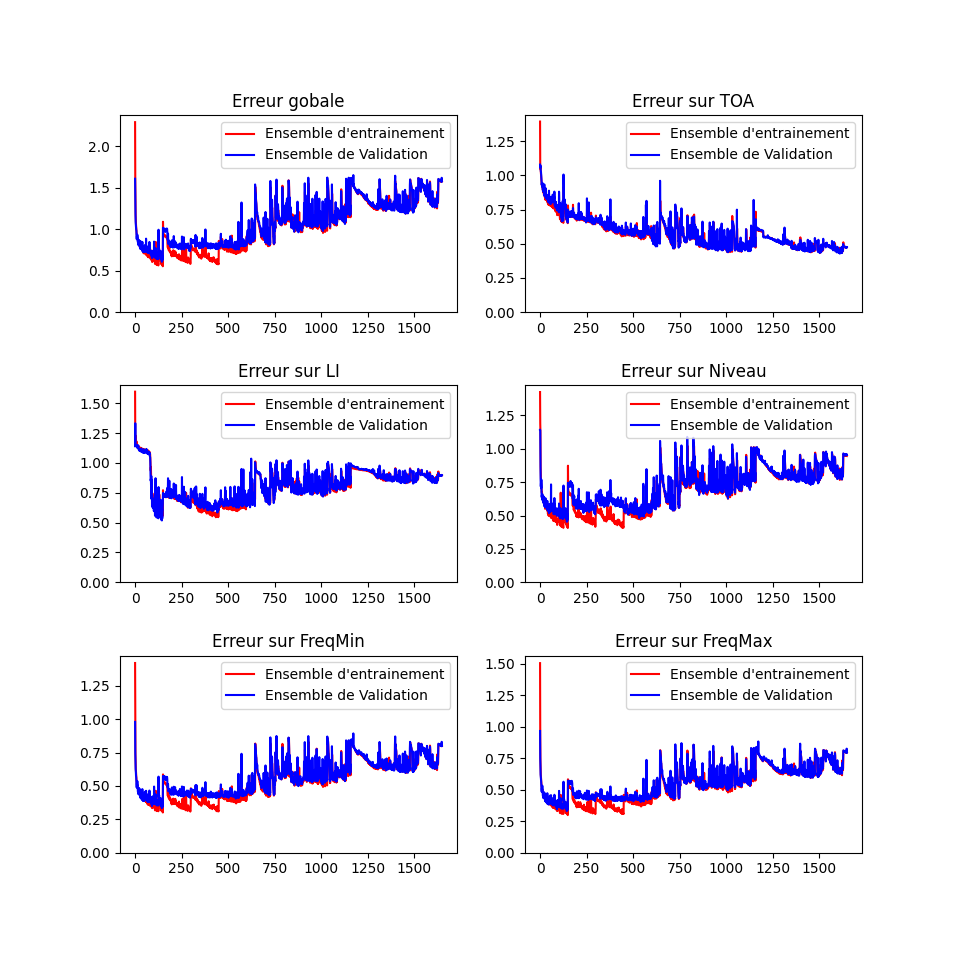 Erreur gobale
Ensemble d'entrainement
Ensemble de Validation
2.0
1.5
1.0
0.5
0.0
0 250 500 750 1000 1250 1500
Erreur sur TOA
Ensemble d'entrainement
Ensemble de Validation
1.25
1.00
0.75
0.50
0.25
0.00
0 250 500 750 1000 1250 1500
Erreur sur LI
Ensemble d'entrainement
Ensemble de Validation
1.50
1.25
1.00
0.75
0.50
0.25
0.00
0 250 500 750 1000 1250 1500
Erreur sur Niveau
Ensemble d'entrainement
Ensemble de Validation
1.25
1.00
0.75
0.50
0.25
0.00
0 250 500 750 1000 1250 1500
Erreur sur FreqMin
Ensemble d'entrainement
Ensemble de Validation
1.25
1.00
0.75
0.50
0.25
0.00
0 250 500 750 1000 1250 1500
Erreur sur FreqMax
Ensemble d'entrainement
Ensemble de Validation
1.50
1.25
1.00
0.75
0.50
0.25
0.00
0 250 500 750 1000 1250 1500